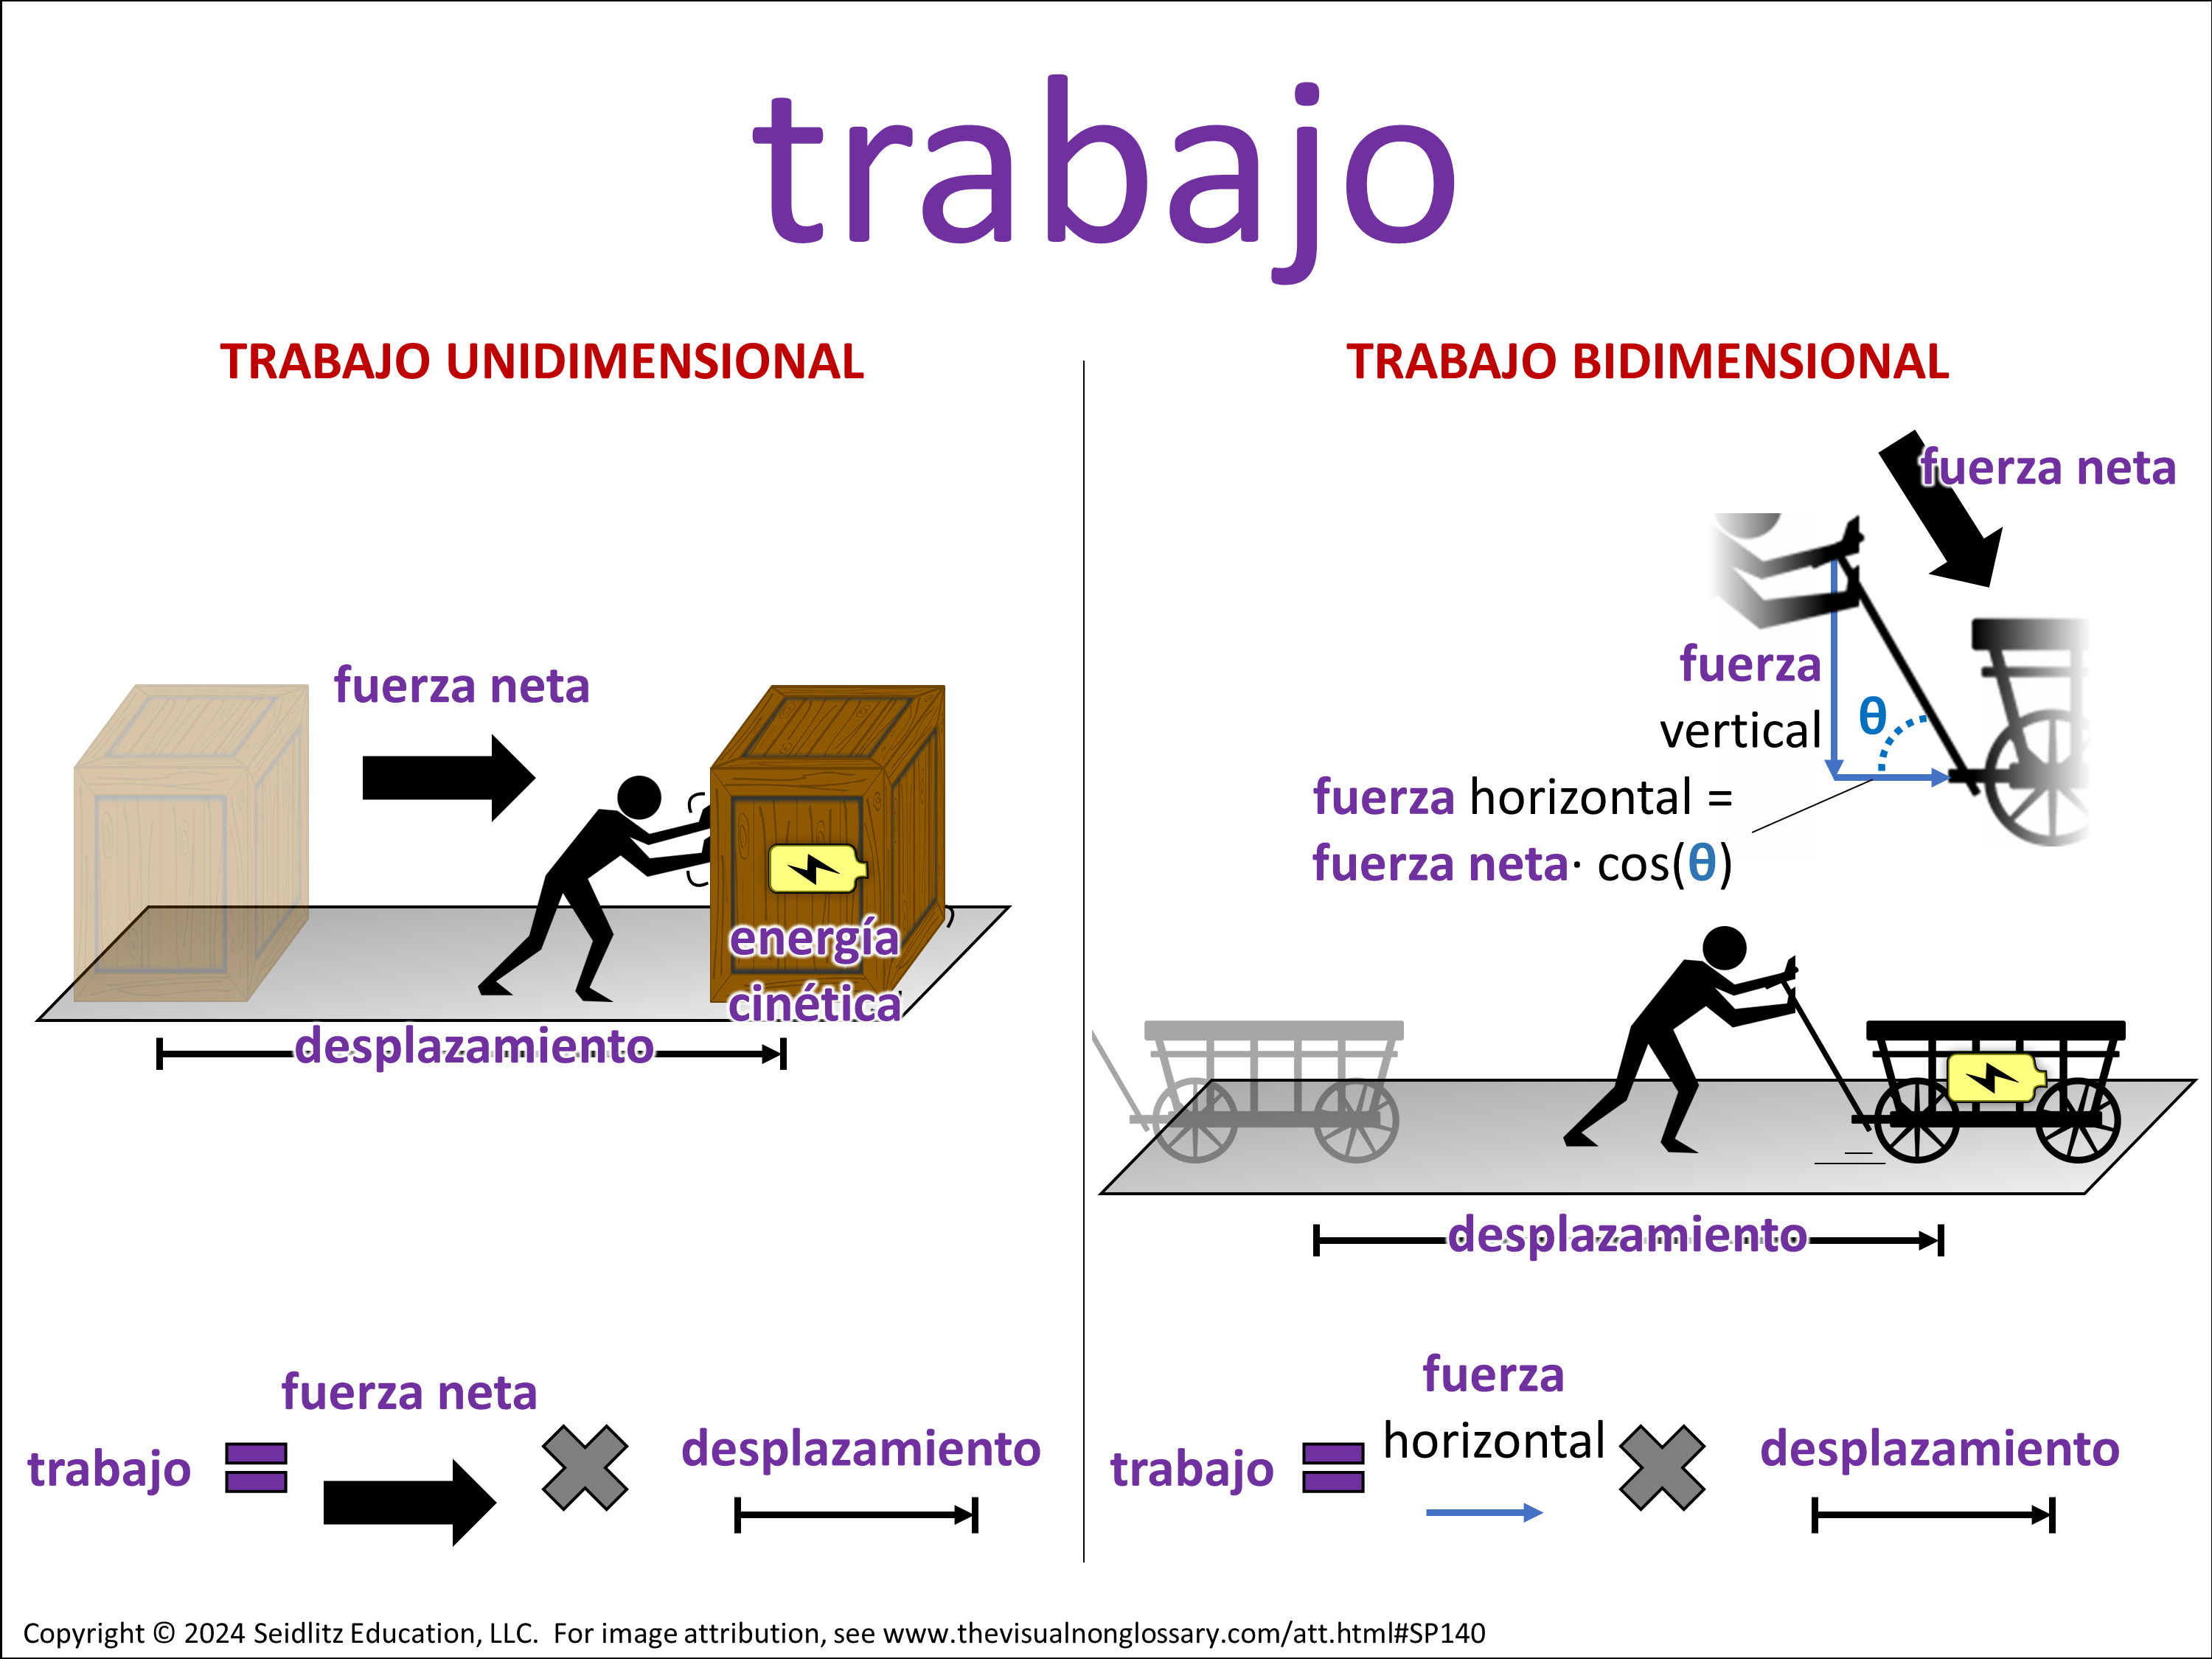 trabajo
TRABAJO UNIDIMENSIONAL
fuerza neta
energía
cinética
desplazamiento
trabajo
fuerza neta
desplazamiento
TRABAJO BIDIMENSIONAL
fuerza neta
fuerza
vertical
θ
fuerza horizontal =
fuerza neta· cos(θ)
desplazamiento
trabajo
fuerza
horizontal
desplazamiento
Copyright © 2024 Seidlitz Education, LLC.  For image attribution, see www.thevisualnonglossary.com/att.html#SP140